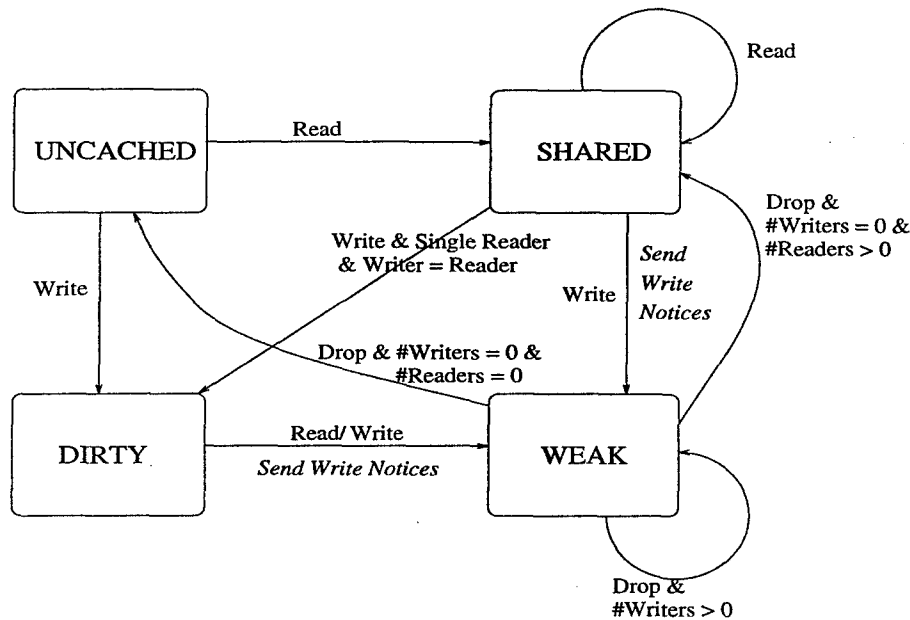 Read
UNCACHED
Read
SHARED
Drop &
#Writers = 0 &
#Readers > 0
Write & Single Reader
& Writer = Reader
Send
Write
Notices
Write
Write
Drop & #Writers = 0 &
#Readers = 0
DIRTY
Read/ Write
Send Write Notices
WEAK
Drop &
#Writers > 0